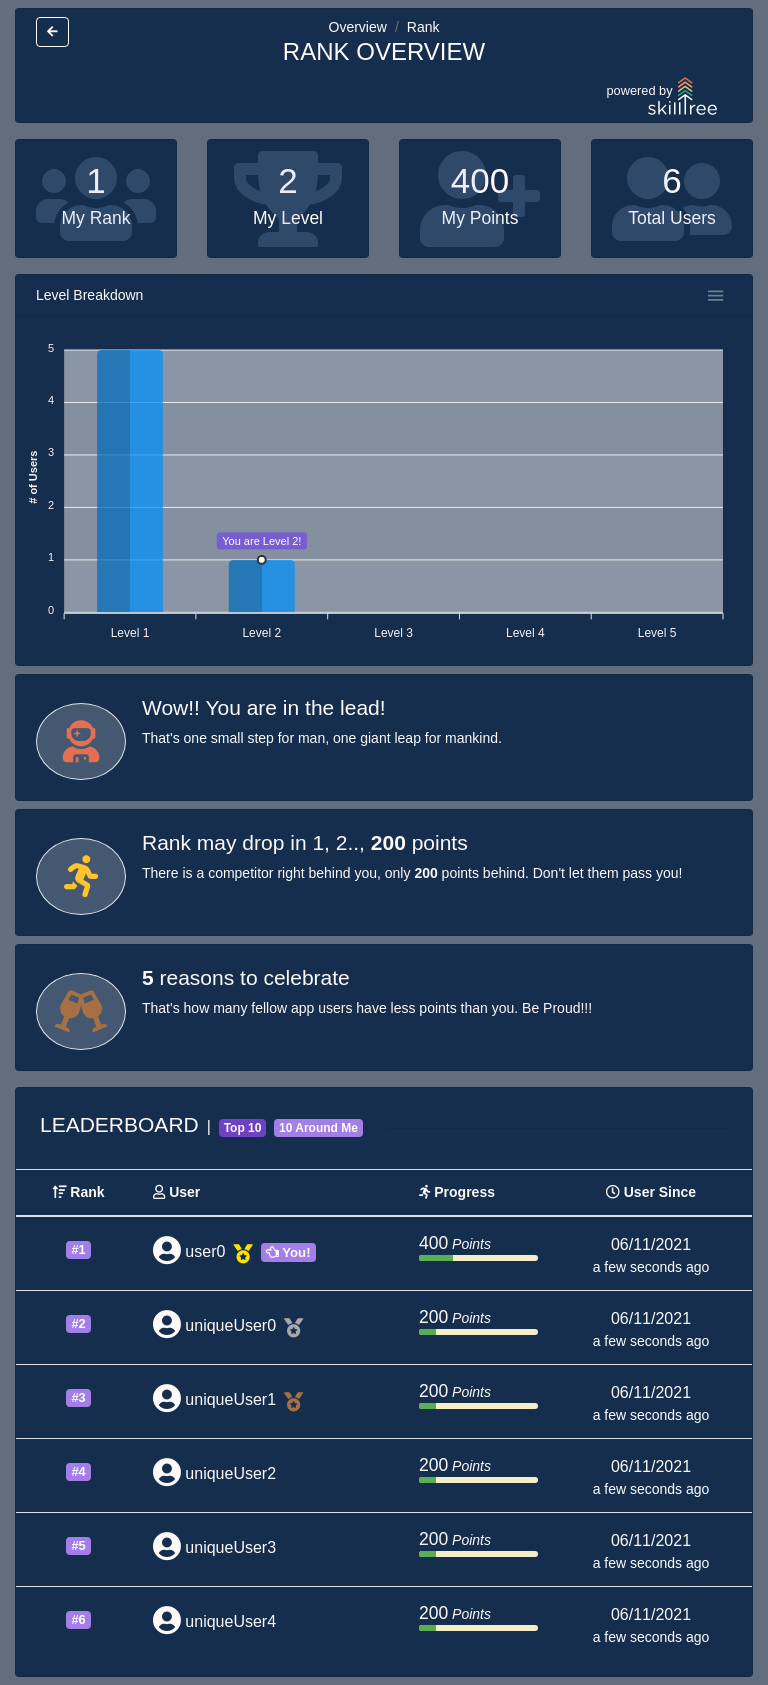 Overview / Rank
RANK OVERVIEW
powered by
skilltree
1
My Rank
2
My Level
400
My Points
6
Total Users
Level Breakdown
5
4
3
2
1
0
# of Users
You are Level 2!
Level 1 Level 2 Level 3 Level 4 Level 5
Wow!! You are in the lead!
That's one small step for man, one giant leap for mankind.
Rank may drop in 1, 2.., 200 points
There is a competitor right behind you, only 200 points behind. Don't let them pass you!
5 reasons to celebrate
That's how many fellow app users have less points than you. Be Proud!!!
LEADERBOARD | Top 10 10 Around Me
Rank User Progress User Since
#1 user0 You! 400 Points 06/11/2021
a few seconds ago
#2 uniqueUser0 200 Points 06/11/2021
a few seconds ago
#3 uniqueUser1 200 Points 06/11/2021
a few seconds ago
#4 uniqueUser2 200 Points 06/11/2021
a few seconds ago
#5 uniqueUser3 200 Points 06/11/2021
a few seconds ago
#6 uniqueUser4 200 Points 06/11/2021
a few seconds ago